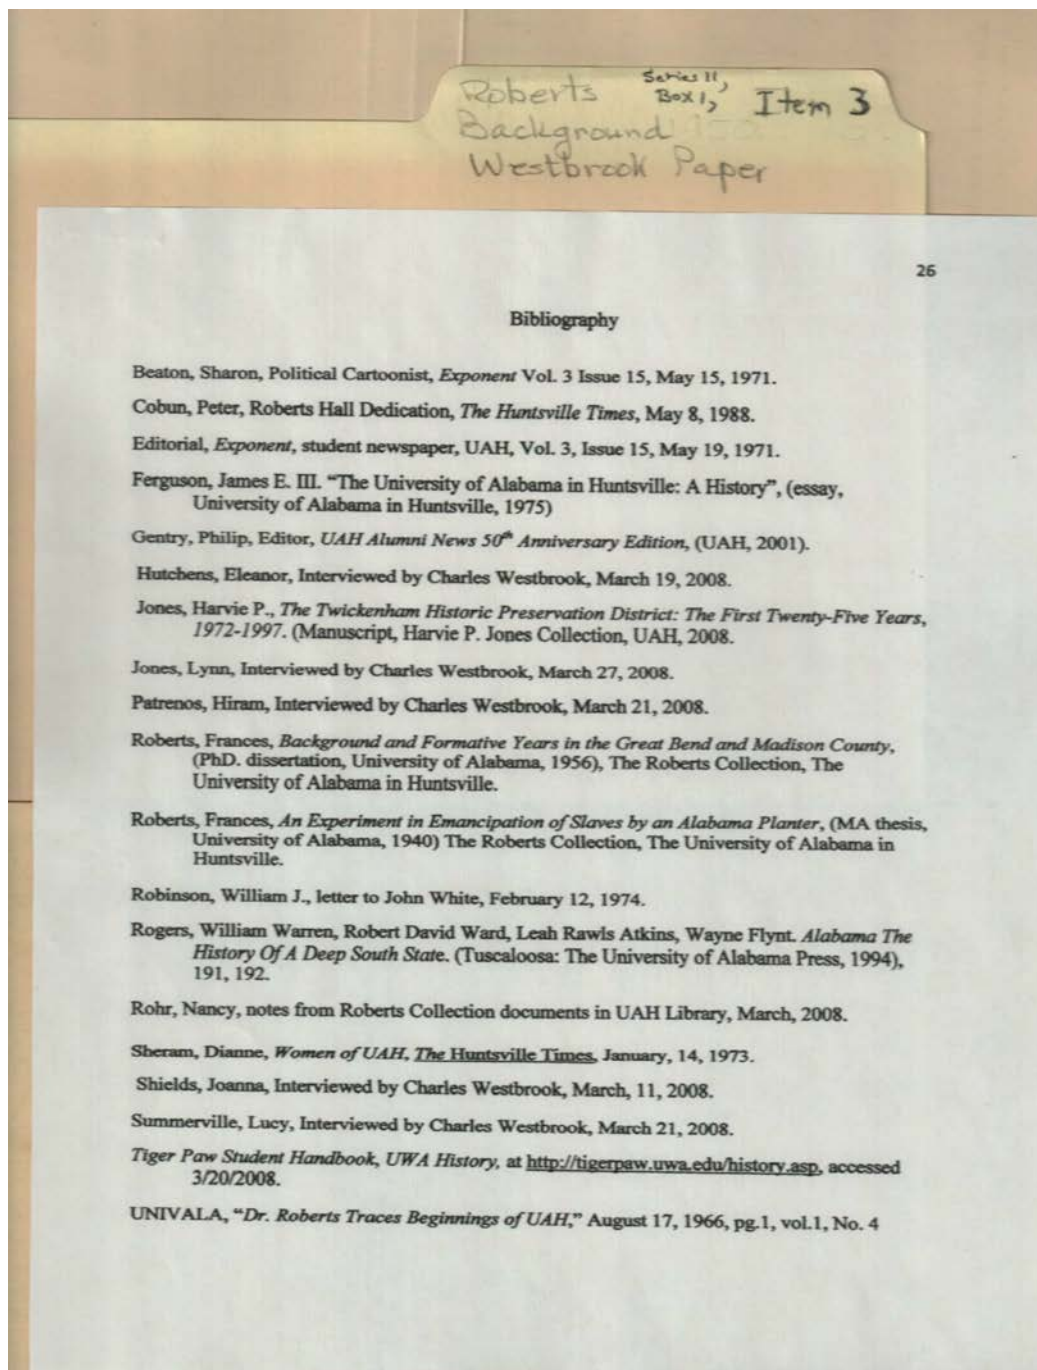 Roberts Series 11, Box 1, Item 3
Background
Westbrook Paper
26
Bibliography
Beaton, Sharon, Political Cartoonist, Exponent Vol. 3 Issue 15, May 15, 1971.
Cobun, Peter, Roberts Hall Dedication, The Huntsville Times, May 8, 1988.
Editorial, Exponent, student newspaper, UAH, Vol. 3, Issue 15, May 19, 1971.
Ferguson, James E. III. “The University of Alabama in Huntsville: A History”, (essay,
University of Alabama in Huntsville, 1975)
Gentry, Philip, Editor, UAH Alumni News 50th Anniversary Edition, (UAH, 2001).
Hutchens, Eleanor, Interviewed by Charles Westbrook, March 19, 2008.
Jones, Harvie P., The Twickenham Historic Preservation District: The First Twenty-Five Years,
1972-1997. (Manuscript, Harvie P. Jones Collection, UAH, 2008.
Jones, Lynn, Interviewed by Charles Westbrook, March 27, 2008.
Patrenos, Hiram, Interviewed by Charles Westbrook, March 21, 2008.
Roberts, Frances, Background and Formative Years in the Great Bend and Madison County,
(PhD. dissertation, University of Alabama, 1956), The Roberts Collection, The
University of Alabama in Huntsville.
Roberts, Frances, An Experiment in Emancipation of Slaves by an Alabama Planter, (MA thesis,
University of Alabama, 1940) The Roberts Collection, The University of Alabama in
Huntsville.
Robinson, William J., letter to John White, February 12, 1974.
Rogers, William Warren, Robert David Ward, Leah Rawls Atkins, Wayne Flynt. Alabama The
History Of A Deep South State. (Tuscaloosa: The University of Alabama Press, 1994),
191, 192.
Rohr, Nancy, notes from Roberts Collection documents in UAH Library, March, 2008.
Sheram, Dianne, Women of UAH, The Huntsville Times, January, 14, 1973.
Shields, Joanna, Interviewed by Charles Westbrook, March, 11, 2008.
Summerville, Lucy, Interviewed by Charles Westbrook, March 21, 2008.
Tiger Paw Student Handbook, UWA History, at http://tigerpaw.uwa.edu/history.asp, accessed
3/20/2008.
UNIVALA, “Dr. Roberts Traces Beginnings of UAH,” August 17, 1966, pg.1, vol.1, No. 4